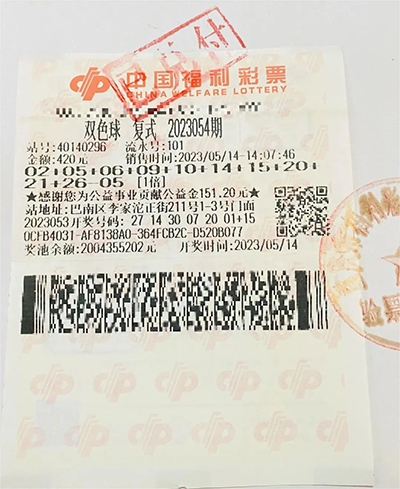 已兑付
中国福利彩票
CHINA WELFARE LOTTERY
双色球 复式 2023054期
站号:40140296 流水号:101
金额:420元 销售时间:2023/05/14-14:07:46
02+05+06+09+10+14+15+20+
21+26-05 [1倍]
★感谢您为公益事业贡献公益金151.20元★
站地址:巴南区李家沱正街211号1-3号门面
2023053开奖号码: 27 14 30 07 20 01+15
0CFB4031-AF8138A0-364FCB2C-D520B077
奖池余额:2004355202元 开奖时间:2023/05/14